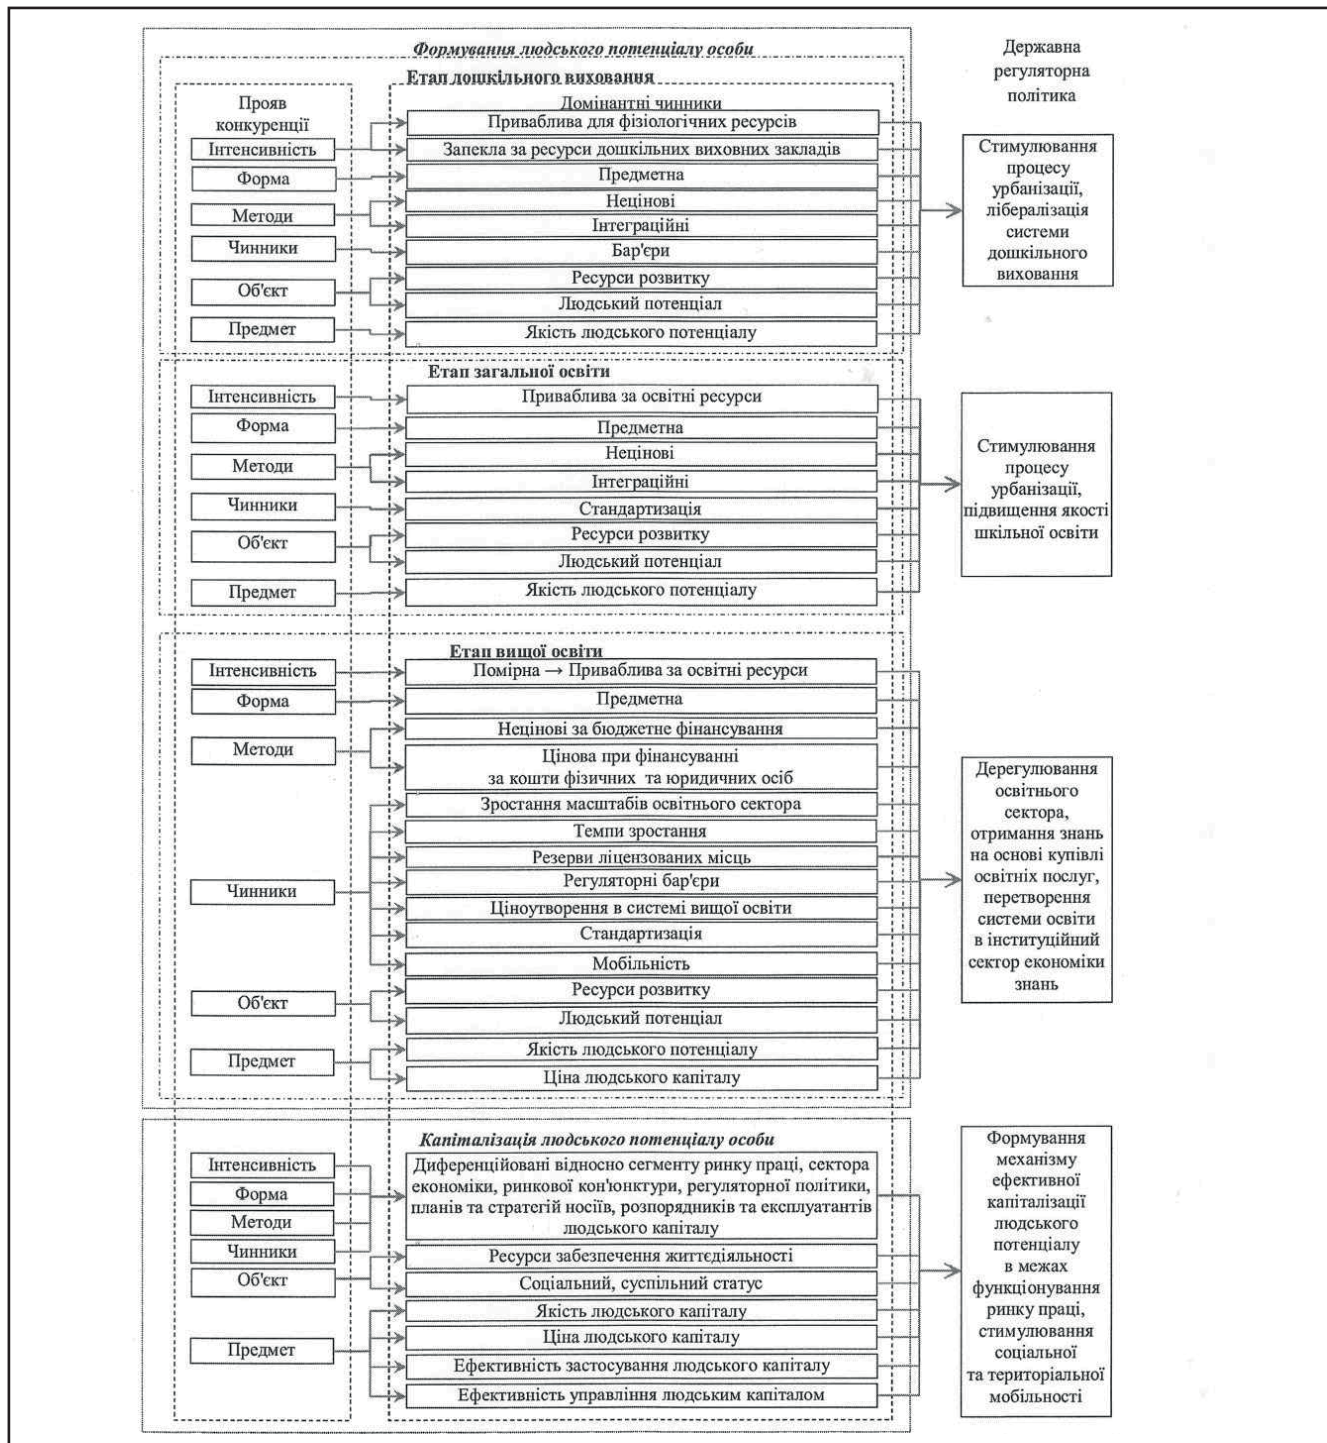 Формування людського потенціалу особи
Державна
регуляторна
політика
Етап дошкільного виховання
Прояв
конкуренції
Домінантні чинники
Інтенсивність
Приваблива для фізіологічних ресурсів
Запекла за ресурси дошкільних виховних закладів
Форма
Предметна
Методи
Нецінові
Інтеграційні
Чинники
Бар'єри
Об'єкт
Ресурси розвитку
Людський потенціал
Предмет
Якість людського потенціалу
Стимулювання
процесу
урбанізації,
лібералізація
системи
дошкільного
виховання
Етап загальної освіти
Інтенсивність
Приваблива за освітні ресурси
Форма
Предметна
Методи
Нецінові
Інтеграційні
Чинники
Стандартизація
Об'єкт
Ресурси розвитку
Людський потенціал
Предмет
Якість людського потенціалу
Стимулювання
процесу
урбанізації,
підвищення якості
шкільної освіти
Етап вищої освіти
Інтенсивність
Помірна → Приваблива за освітні ресурси
Форма
Предметна
Методи
Нецінові за бюджетне фінансування
Цінова при фінансуванні
за кошти фізичних та юридичних осіб
Чинники
Зростання масштабів освітнього сектора
Темпи зростання
Резерви ліцензованих місць
Регуляторні бар'єри
Ціноутворення в системі вищої освіти
Стандартизація
Мобільність
Об'єкт
Ресурси розвитку
Людський потенціал
Предмет
Якість людського потенціалу
Ціна людського капіталу
Дерегулювання
освітнього
сектора,
отримання знань
на основі купівлі
освітніх послуг,
перетворення
системи освіти
в інституційний
сектор економіки
знань
Капіталізація людського потенціалу особи
Інтенсивність
Форма
Методи
Чинники
Диференційовані відносно сегменту ринку праці, сектора
економіки, ринкової кон'юнктури, регуляторної політики,
планів та стратегій носіїв, розпорядників та експлуатантів
людського капіталу
Об'єкт
Ресурси забезпечення життєдіяльності
Соціальний, суспільний статус
Предмет
Якість людського капіталу
Ціна людського капіталу
Ефективність застосування людського капіталу
Ефективність управління людським капіталом
Формування
механізму
ефективної
капіталізації
людського
потенціалу
в межах
функціонування
ринку праці,
стимулювання
соціальної
та територіальної
мобільності